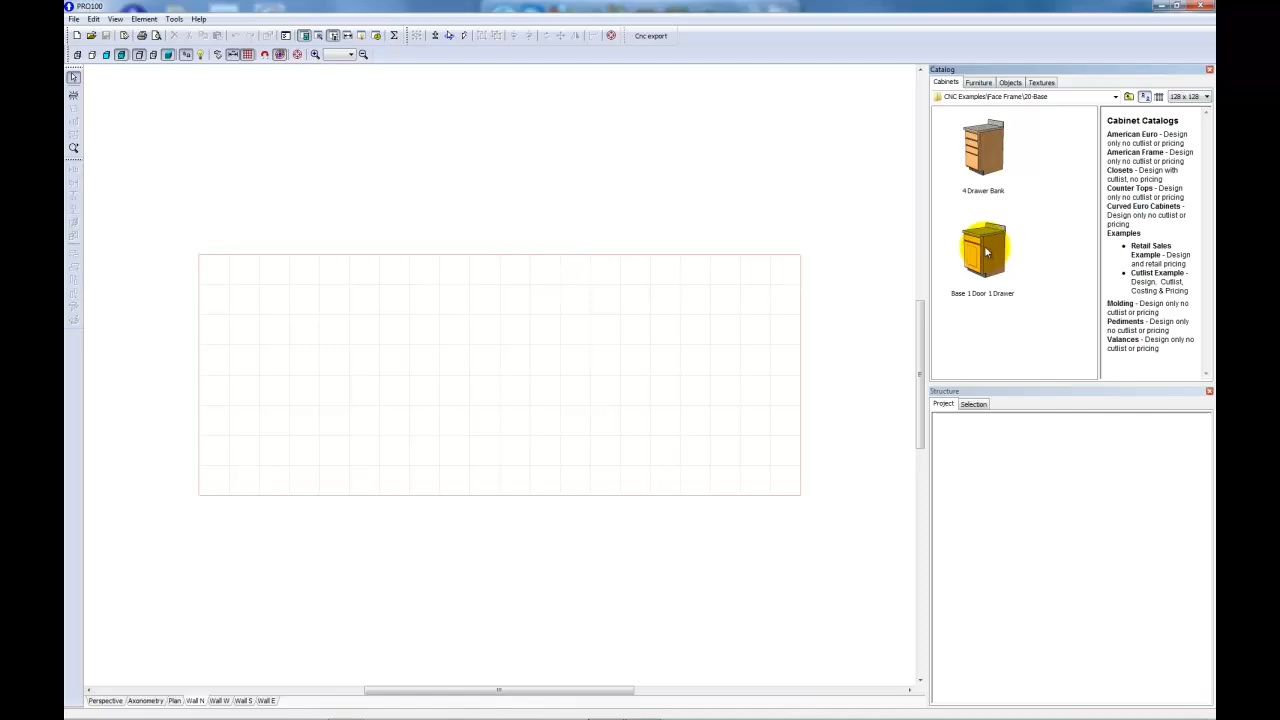 PRO100
File Edit View Element Tools Help
Cnc export
Catalog
Cabinets Furniture Objects Textures
CNC Examples\Face Frame\20-Base
128 x 128
4 Drawer Bank
Base 1 Door 1 Drawer
Cabinet Catalogs
American Euro - Design
only no cutlist or pricing
American Frame - Design
only no cutlist or pricing
Closets - Design with
cutlist, no pricing
Counter Tops - Design
only no cutlist or pricing
Curved Euro Cabinets -
Design only no cutlist or
pricing
Examples
Retail Sales
Example - Design
and retail pricing
Cutlist Example -
Design, Cutlist,
Costing & Pricing
Molding - Design only no
cutlist or pricing
Pediments - Design only
no cutlist or pricing
Valances - Design only no
cutlist or pricing
Structure
Project Selection
Perspective Axonometry Plan Wall N Wall W Wall S Wall E